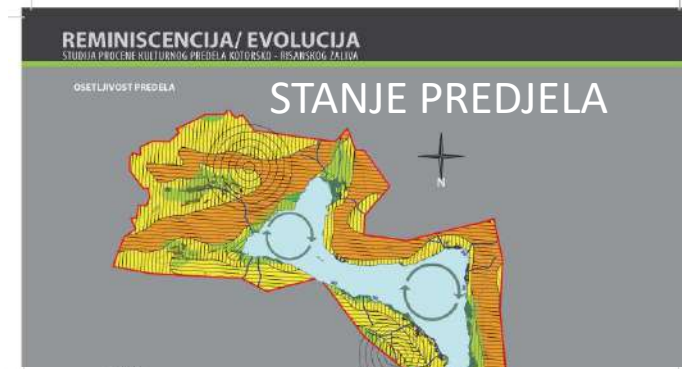 REMINISCENCIJA/ EVOLUCIJA
STUDIJA PROCENE KULTURNOG PREDELA KOTORSKO - RISANSKOG ZALIVA
OSETLJIVOST PREDELA
STANJE PREDJELA
N